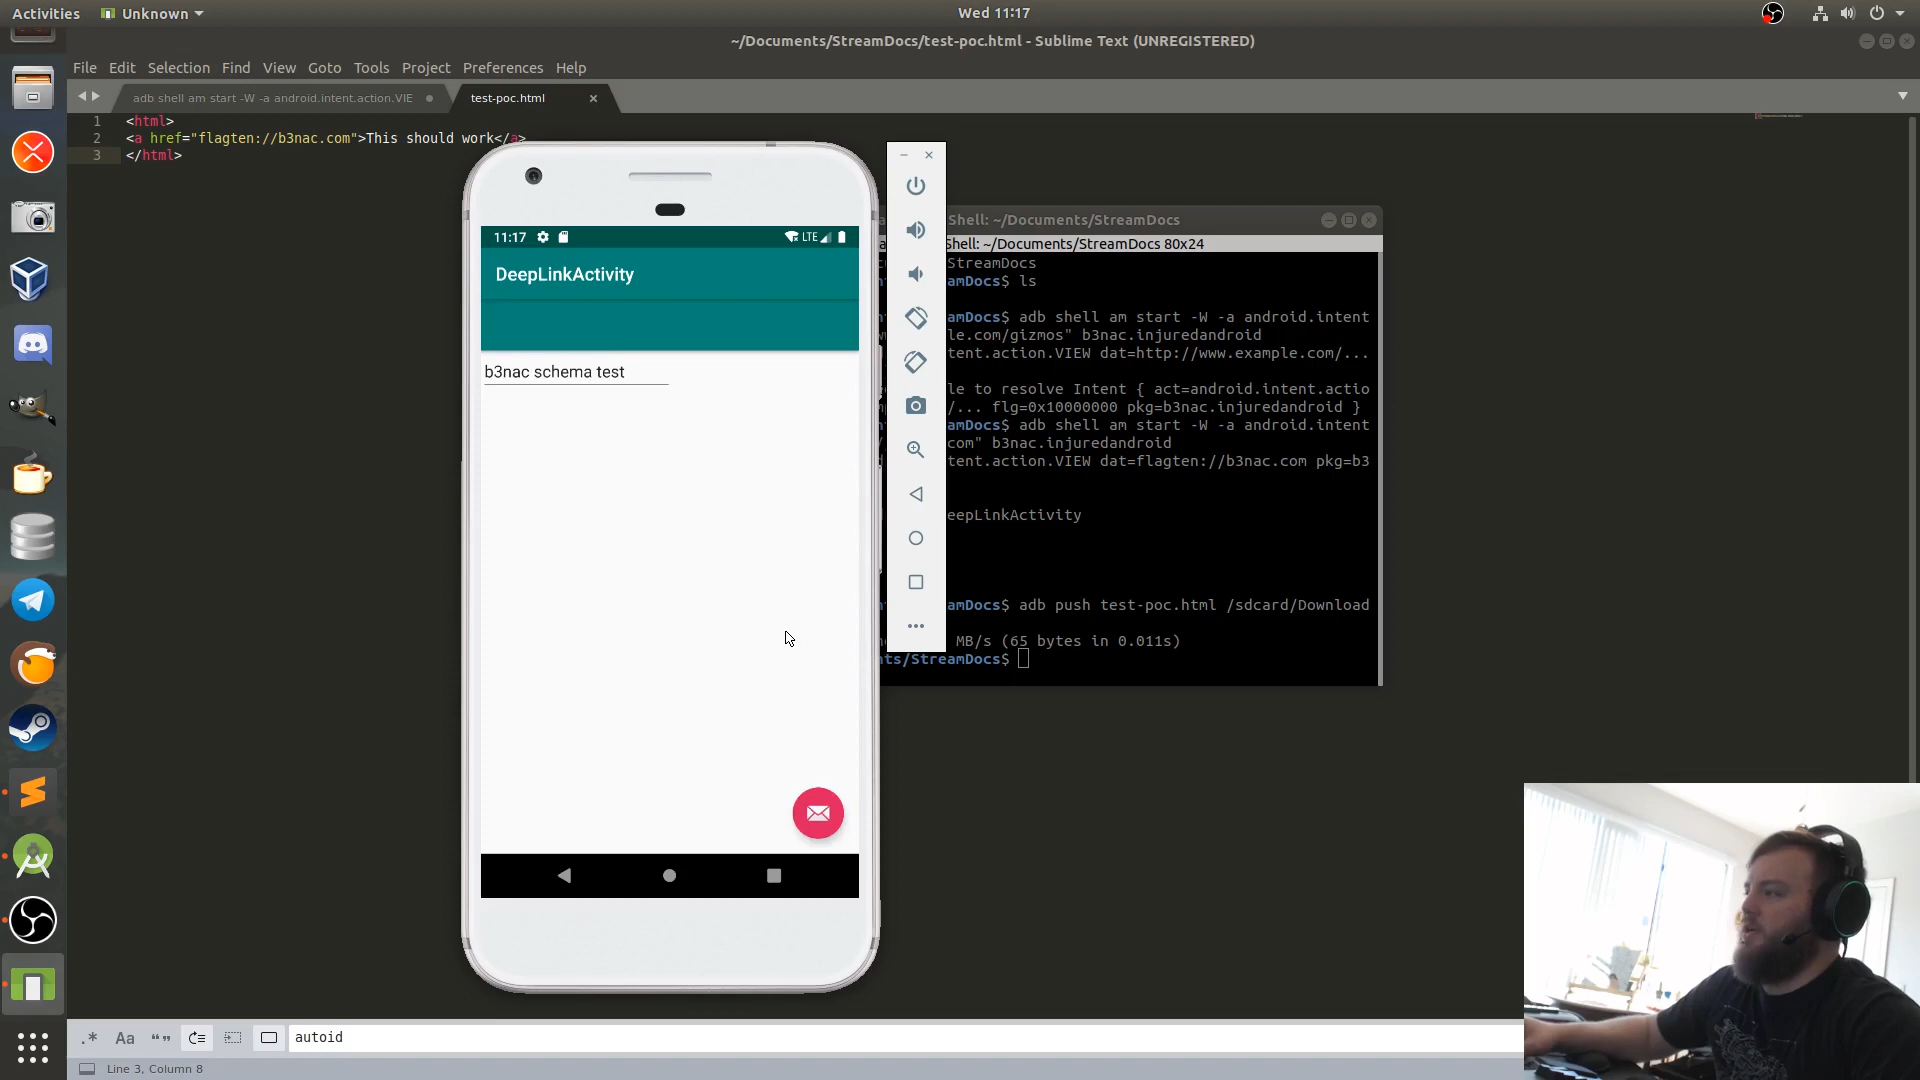 Activities
Unknown
Wed 11:17
~/Documents/StreamDocs/test-poc.html - Sublime Text (UNREGISTERED)
File Edit Selection Find View Goto Tools Project Preferences Help
adb shell am start -W -a android.intent.action.VIE
test-poc.html
1 <html>
2 <a href="flagten://b3nac.com">This should work</a>
3 </html>
11:17
LTE
DeepLinkActivity
b3nac schema test
Shell: ~/Documents/StreamDocs
Shell: ~/Documents/StreamDocs 80x24
StreamDocs
amDocs$ ls
amDocs$ adb shell am start -W -a android.intent
le.com/gizmos" b3nac.injuredandroid
tent.action.VIEW dat=http://www.example.com/...
le to resolve Intent { act=android.intent.actio
/... flg=0x10000000 pkg=b3nac.injuredandroid }
amDocs$ adb shell am start -W -a android.intent
com" b3nac.injuredandroid
tent.action.VIEW dat=flagten://b3nac.com pkg=b3
eepLinkActivity
amDocs$ adb push test-poc.html /sdcard/Download
MB/s (65 bytes in 0.011s)
ts/StreamDocs$
.* Aa “” autoid
Line 3, Column 8